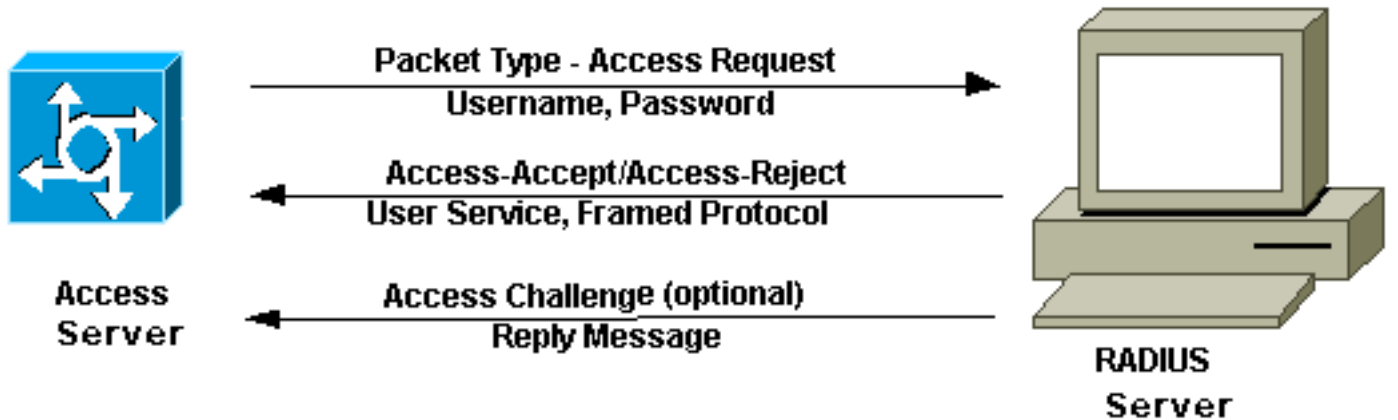 Packet Type - Access Request
Username, Password
Access-Accept/Access-Reject
User Service, Framed Protocol
Access Challenge (optional)
Reply Message
Access
Server
RADIUS
Server